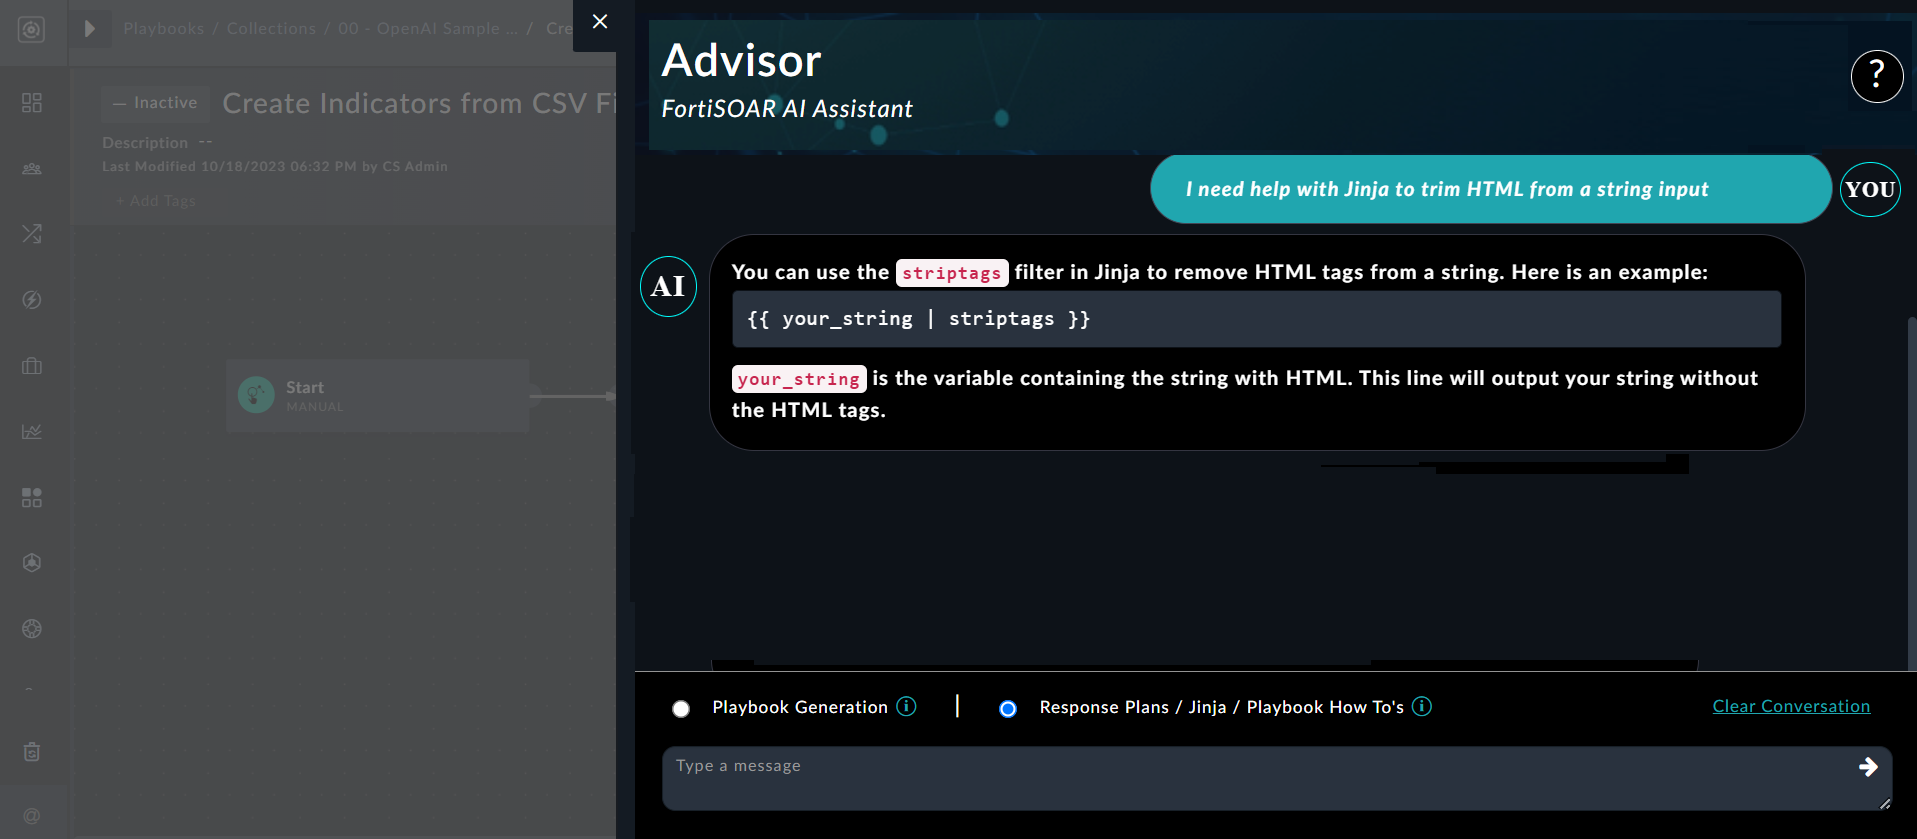 Playbooks / Collections / 00 - OpenAI Sample ... / Cre
Inactive
Create Indicators from CSV Fi
Description --
Last Modified 10/18/2023 06:32 PM by CS Admin
+ Add Tags
Start
MANUAL
Advisor
FortiSOAR AI Assistant
?
I need help with Jinja to trim HTML from a string input
YOU
AI
You can use the striptags filter in Jinja to remove HTML tags from a string. Here is an example:
{{ your_string | striptags }}
your_string is the variable containing the string with HTML. This line will output your string without
the HTML tags.
Playbook Generation | Response Plans / Jinja / Playbook How To's
Clear Conversation
Type a message